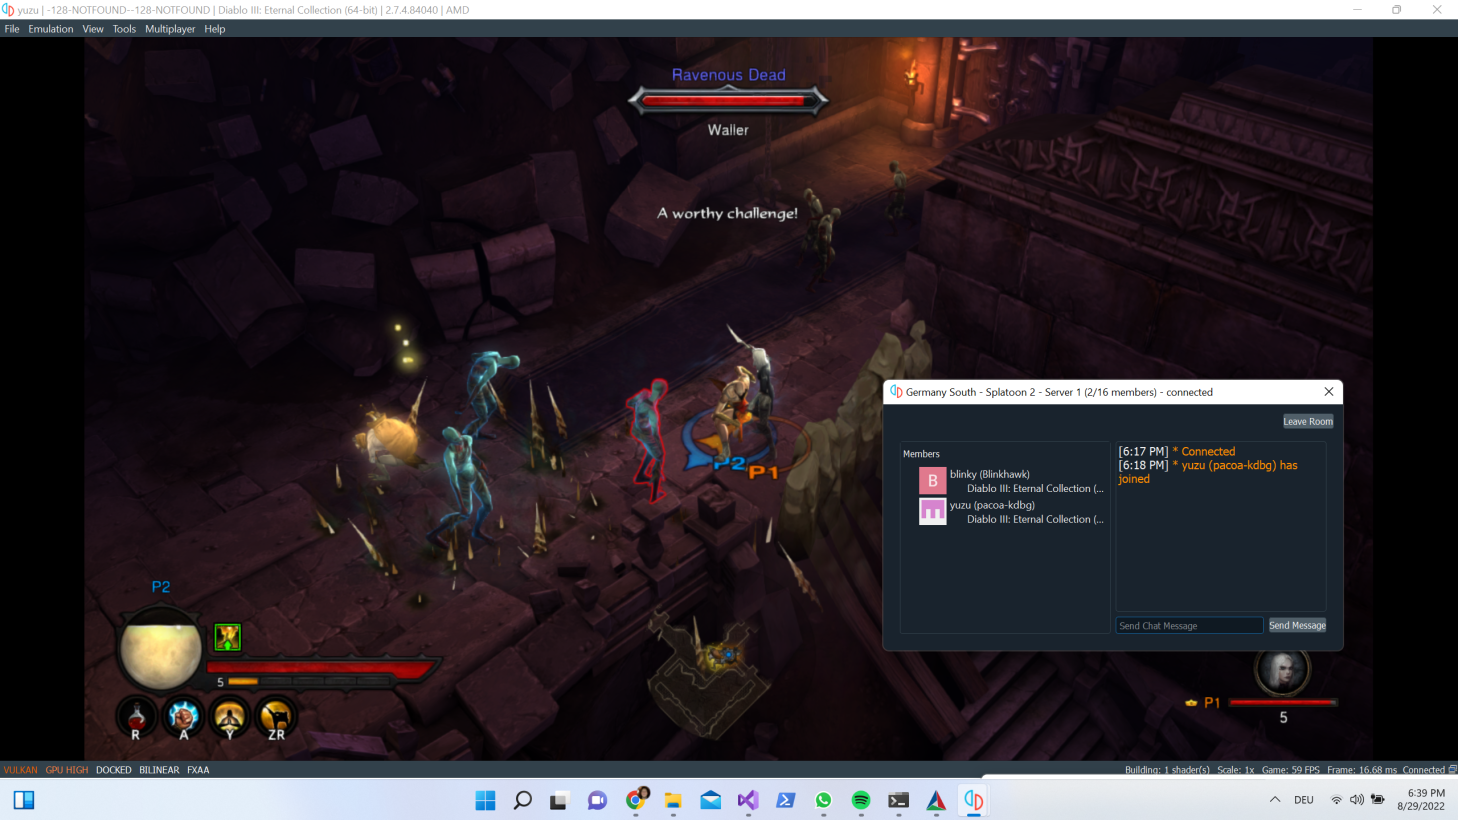 yuzu | -128-NOTFOUND--128-NOTFOUND | Diablo III: Eternal Collection (64-bit) | 2.7.4.84040 | AMD
File Emulation View Tools Multiplayer Help
Ravenous Dead
Waller
A worthy challenge!
P2 P1
Germany South - Splatoon 2 - Server 1 (2/16 members) - connected
Leave Room
Members
B
blinky (Blinkhawk)
Diablo III: Eternal Collection (...
yuzu (pacoa-kdbg)
Diablo III: Eternal Collection (...
[6:17 PM] * Connected
[6:18 PM] * yuzu (pacoa-kdbg) has
joined
Send Chat Message
Send Message
P2
5
R A Y ZR
P1
5
VULKAN GPU HIGH DOCKED BILINEAR FXAA
Building: 1 shader(s) Scale: 1x Game: 59 FPS Frame: 16.68 ms Connected
DEU
6:39 PM
8/29/2022